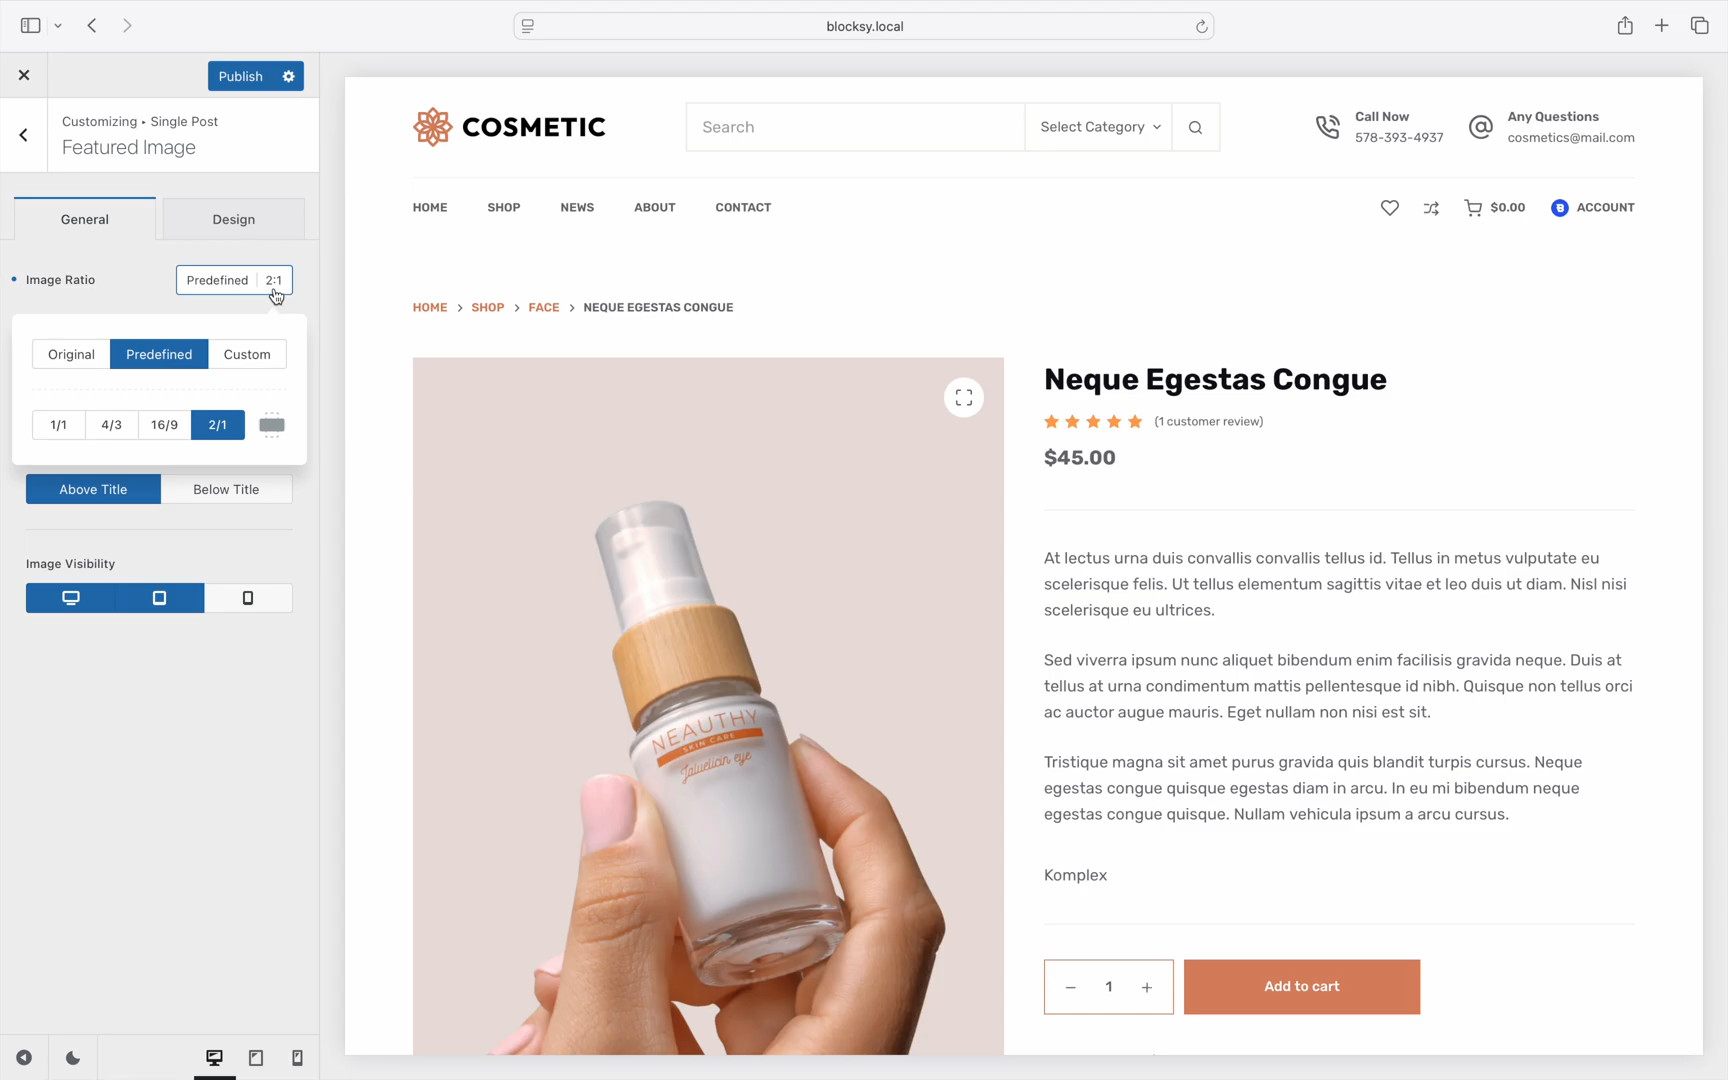 blocksy.local
Publish
Customizing ▸ Single Post
Featured Image
General
Design
Image Ratio
Predefined
2:1
Original
Predefined
Custom
1/1
4/3
16/9
2/1
Above Title
Below Title
Image Visibility
COSMETIC
Search
Select Category
Call Now
578-393-4937
Any Questions
cosmetics@mail.com
HOME
SHOP
NEWS
ABOUT
CONTACT
$0.00
ACCOUNT
HOME > SHOP > FACE > NEQUE EGESTAS CONGUE
NEAUTHY
SKIN CARE
Neque Egestas Congue
(1 customer review)
$45.00
At lectus urna duis convallis convallis tellus id. Tellus in metus vulputate eu
scelerisque felis. Ut tellus elementum sagittis vitae et leo duis ut diam. Nisl nisi
scelerisque eu ultrices.
Sed viverra ipsum nunc aliquet bibendum enim facilisis gravida neque. Duis at
tellus at urna condimentum mattis pellentesque id nibh. Quisque non tellus orci
ac auctor augue mauris. Eget nullam non nisi est sit.
Tristique magna sit amet purus gravida quis blandit turpis cursus. Neque
egestas congue quisque egestas diam in arcu. In eu mi bibendum neque
egestas congue quisque. Nullam vehicula ipsum a arcu cursus.
Komplex
− 1 +
Add to cart